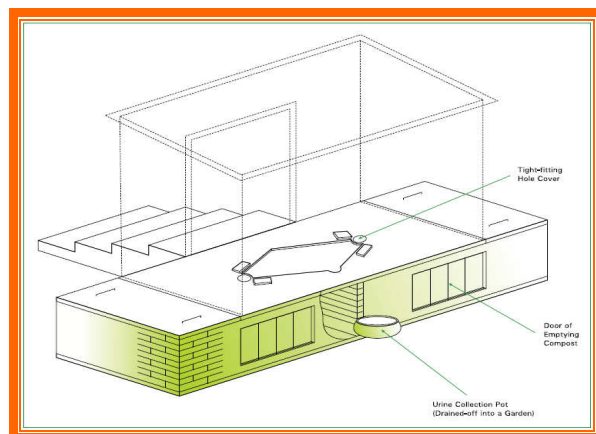 Tight-fitting
Hole Cover
Door of
Emptying
Compost
Urine Collection Pot
(Drained-off into a Garden)